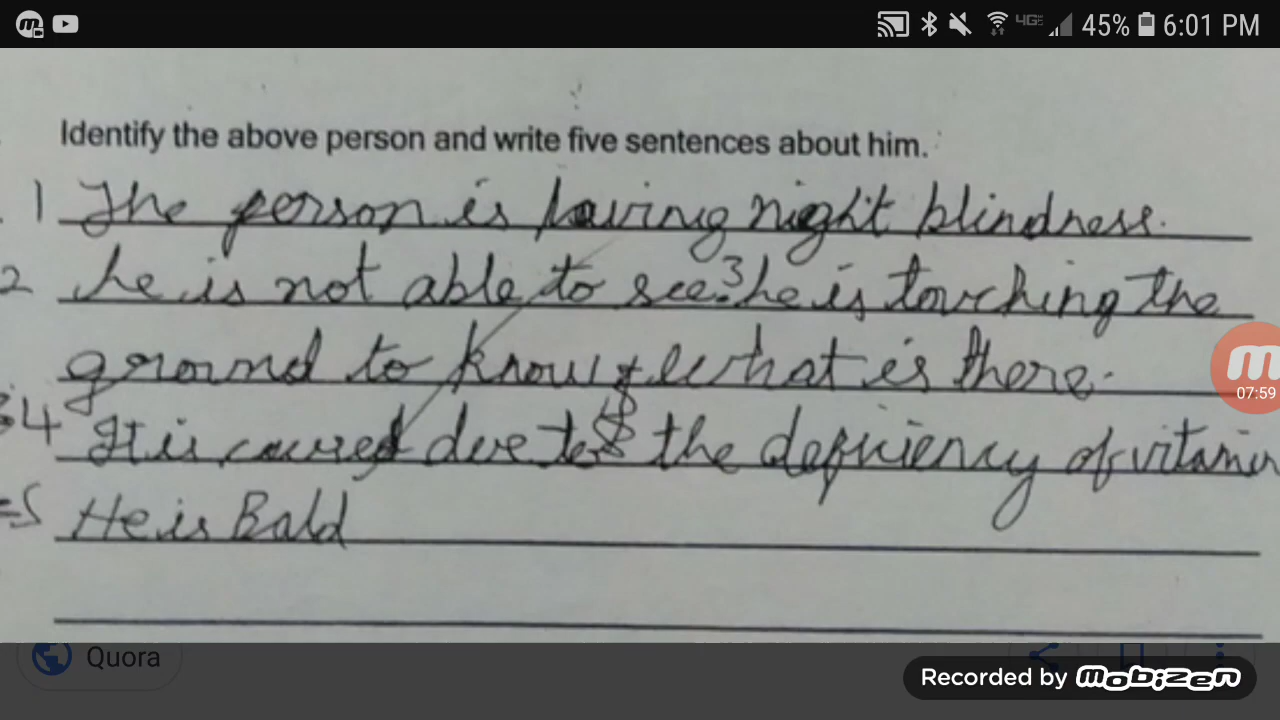 45% 6:01 PM
Identify the above person and write five sentences about him.
1 The person is having night blindness.
2 he is not able to see. 3 he is touching the
ground to know what is there.
4 It is caused due to the deficiency of vitamin
5 He is Bald
07:59
Quora
Recorded by mobizen